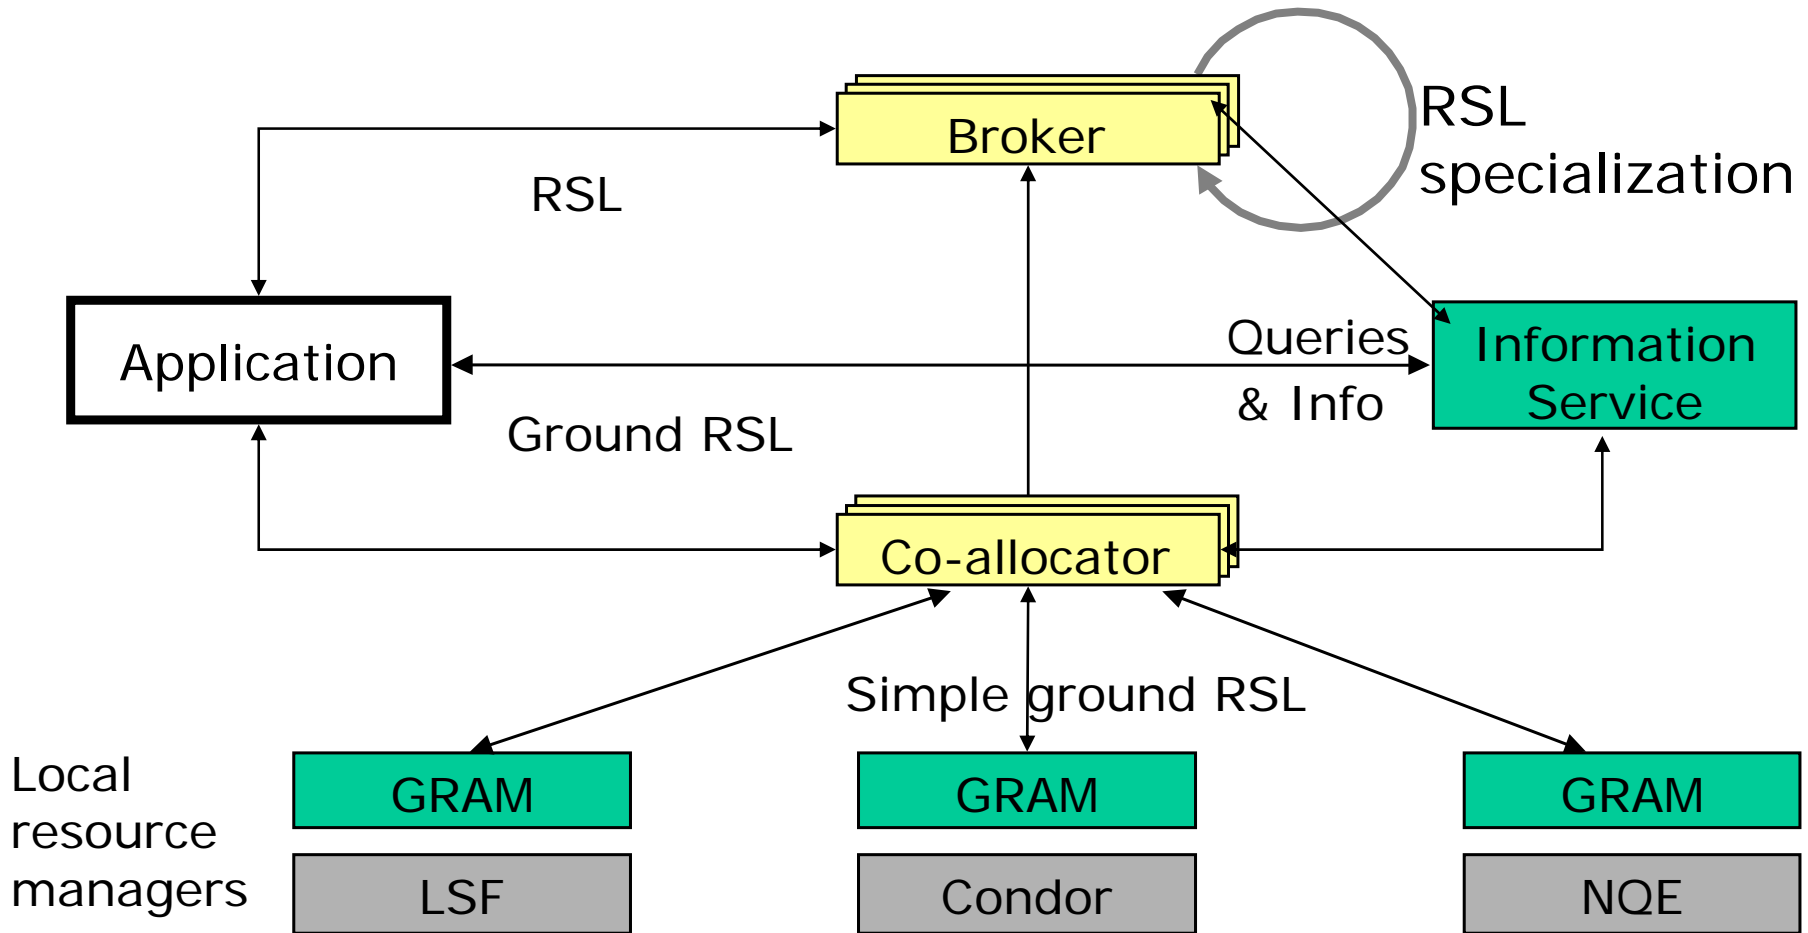 Broker
RSL
specialization
RSL
Application
Queries
& Info
Information
Service
Ground RSL
Co-allocator
Simple ground RSL
Local
resource
managers
GRAM
GRAM
GRAM
LSF
Condor
NQE